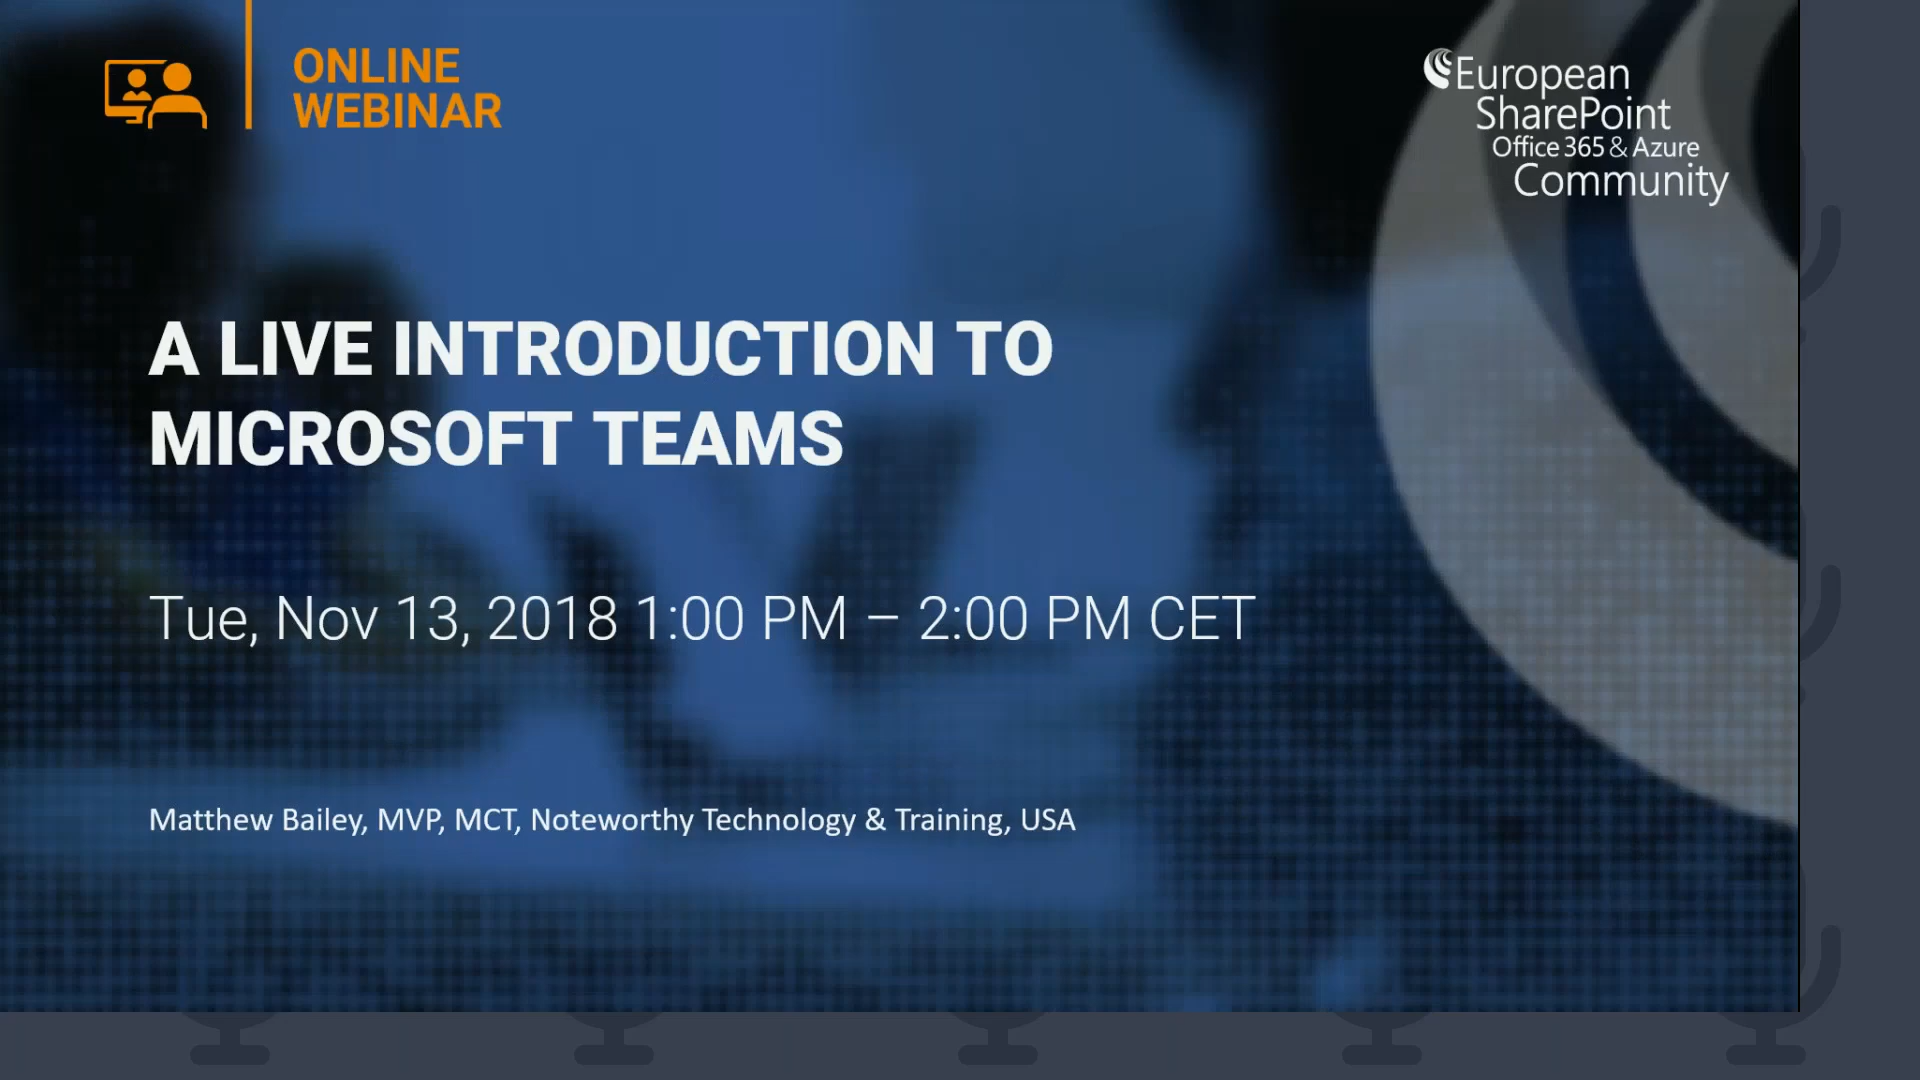 ONLINE
WEBINAR
European
SharePoint
Office 365 & Azure
Community
A LIVE INTRODUCTION TO
MICROSOFT TEAMS
Tue, Nov 13, 2018 1:00 PM – 2:00 PM CET
Matthew Bailey, MVP, MCT, Noteworthy Technology & Training, USA